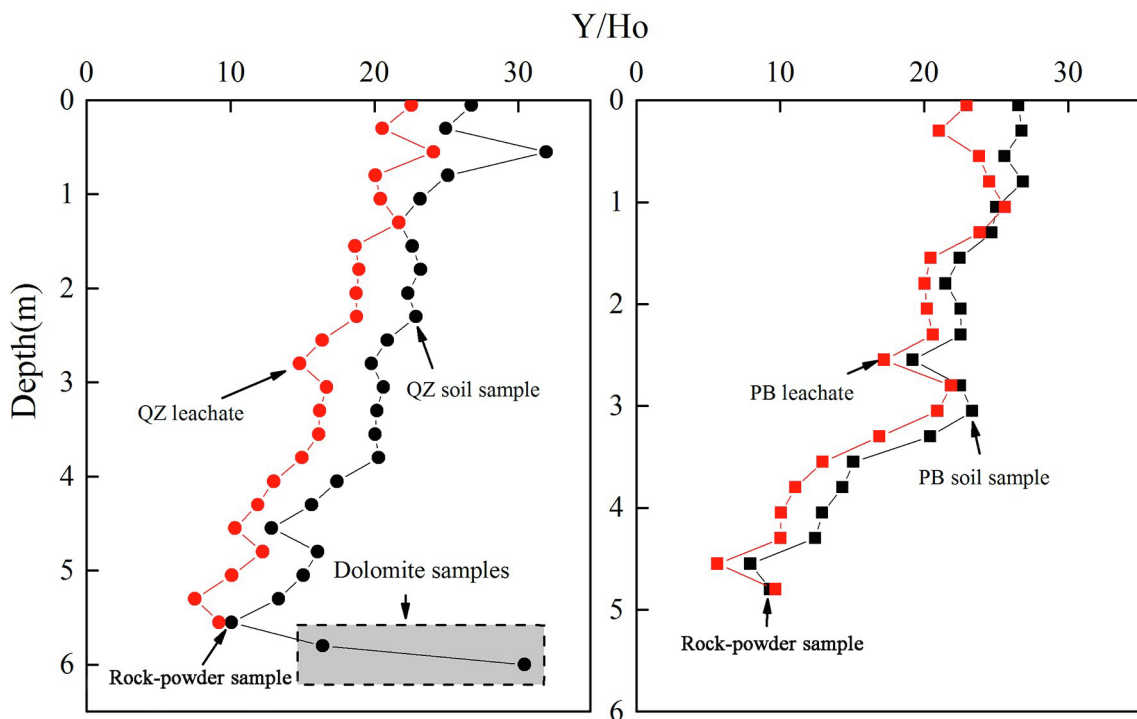 Y/Ho
0 10 20 30
0 10 20 30
Depth(m)
0
1
2
3
4
5
6
QZ leachate
QZ soil sample
Dolomite samples
Rock-powder sample
0
1
2
3
4
5
6
PB leachate
PB soil sample
Rock-powder sample